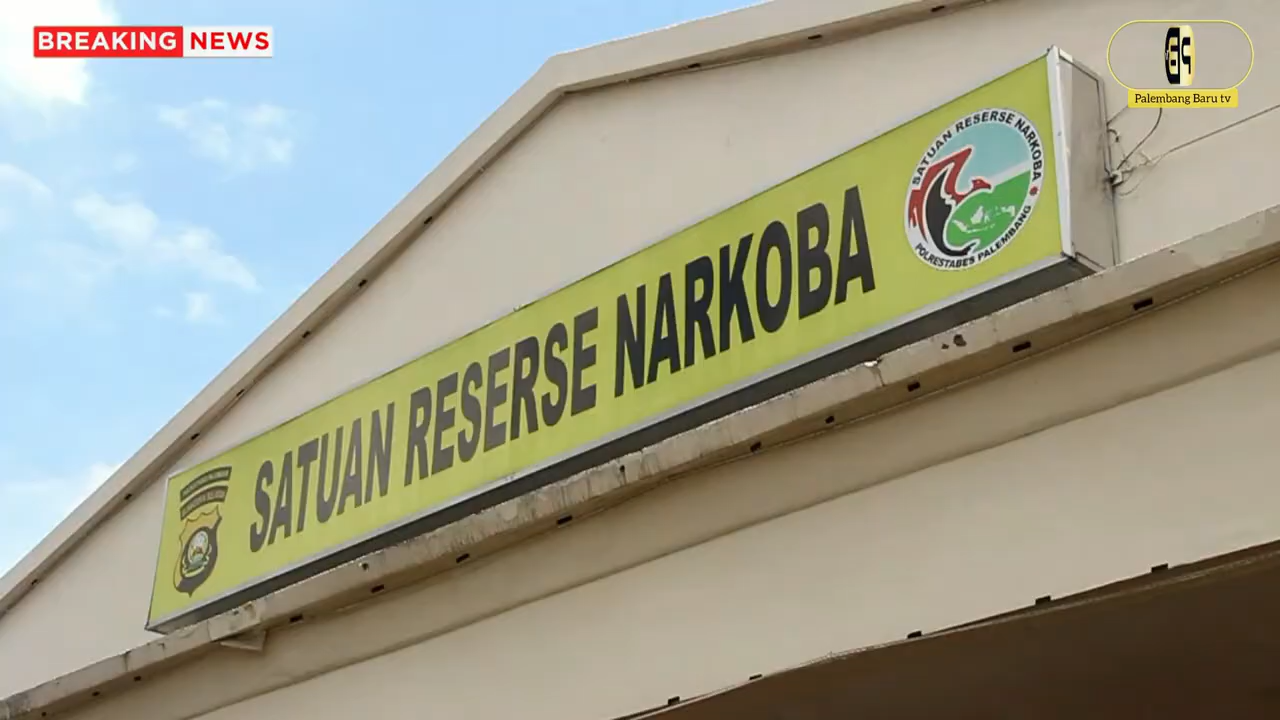 BREAKING NEWS
Palembang Baru tv
SATUAN RESERSE NARKOBA
SATUAN RESERSE NARKOBA
POLRESTABES PALEMBANG